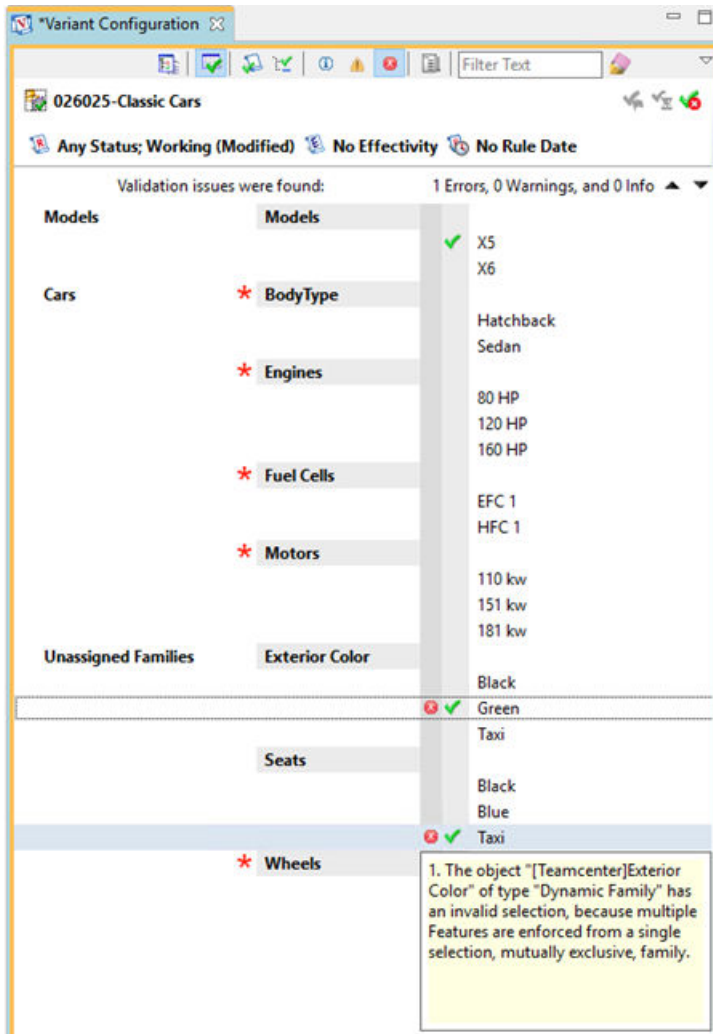 *Variant Configuration
Filter Text
026025-Classic Cars
Any Status; Working (Modified) No Effectivity No Rule Date
Validation issues were found: 1 Errors, 0 Warnings, and 0 Info
Models Models
X5
X6
Cars * BodyType
Hatchback
Sedan
* Engines
80 HP
120 HP
160 HP
* Fuel Cells
EFC 1
HFC 1
* Motors
110 kw
151 kw
181 kw
Unassigned Families Exterior Color
Black
Green
Taxi
Seats
Black
Blue
Taxi
* Wheels
1. The object "[Teamcenter]Exterior
Color" of type "Dynamic Family" has
an invalid selection, because multiple
Features are enforced from a single
selection, mutually exclusive, family.